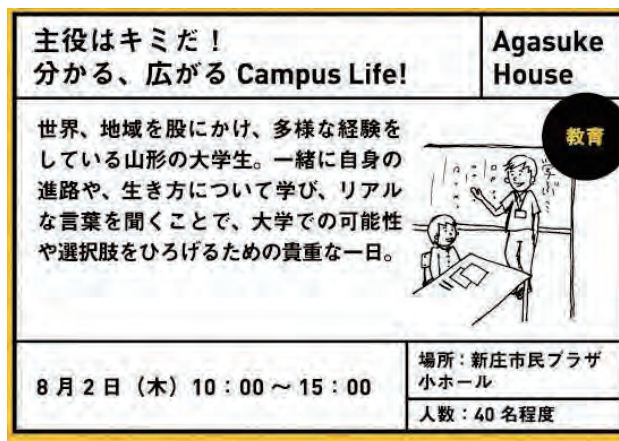 主役はキミだ！
分かる、広がる Campus Life!
Agasuke
House
教育
世界、地域を股にかけ、多様な経験を
している山形の大学生。一緒に自身の
進路や、生き方について学び、リアル
な言葉を聞くことで、大学での可能性
や選択肢をひろげるための貴重な一日。
8月2日（木）10：00～15：00
場所：新庄市民プラザ
小ホール
人数：40名程度